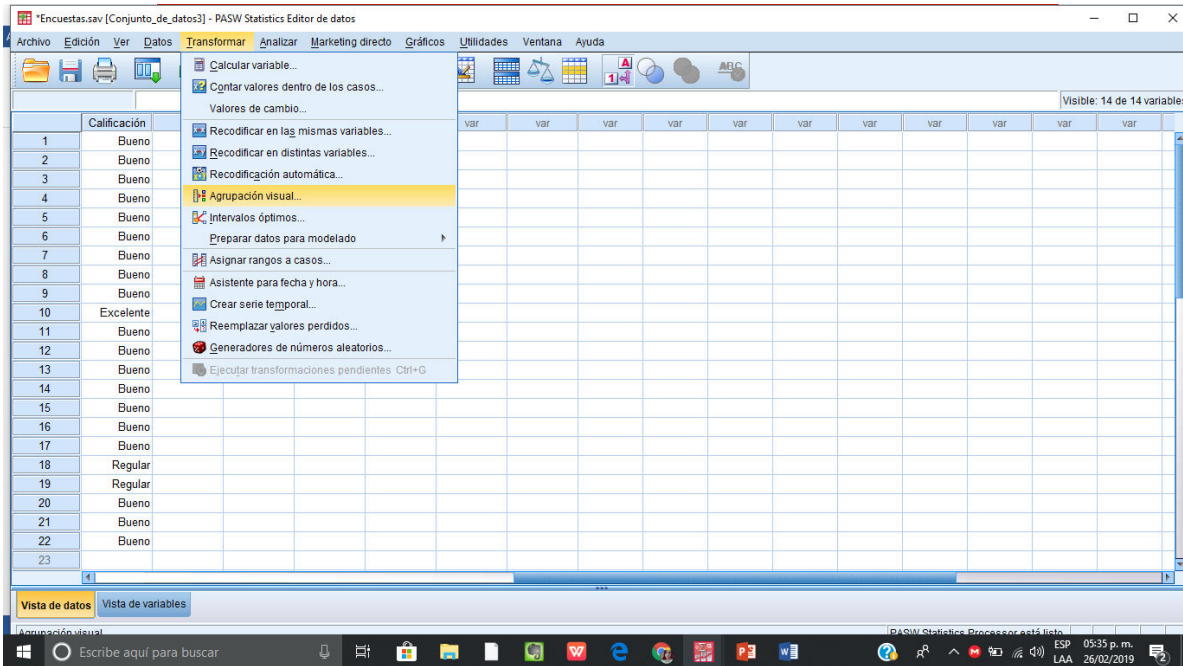 *Encuestas.sav [Conjunto_de_datos3] - PASW Statistics Editor de datos
Archivo Edición Ver Datos Transformar Analizar Marketing directo Gráficos Utilidades Ventana Ayuda
Visible: 14 de 14 variables
Calificación var var var var var var var var var var
Calcular variable...
Contar valores dentro de los casos...
Valores de cambio...
Recodificar en las mismas variables...
Recodificar en distintas variables...
Recodificación automática...
Agrupación visual...
Intervalos óptimos...
Preparar datos para modelado
Asignar rangos a casos...
Asistente para fecha y hora...
Crear serie temporal...
Reemplazar valores perdidos...
Generadores de números aleatorios...
Ejecutar transformaciones pendientes Ctrl+G
1 Bueno
2 Bueno
3 Bueno
4 Bueno
5 Bueno
6 Bueno
7 Bueno
8 Bueno
9 Bueno
10 Excelente
11 Bueno
12 Bueno
13 Bueno
14 Bueno
15 Bueno
16 Bueno
17 Bueno
18 Regular
19 Regular
20 Bueno
21 Bueno
22 Bueno
23
Vista de datos Vista de variables
Agrupación visual
PASW Statistics Processor está listo
Escribe aquí para buscar
ESP 05:35 p. m.
LAA 26/02/2019